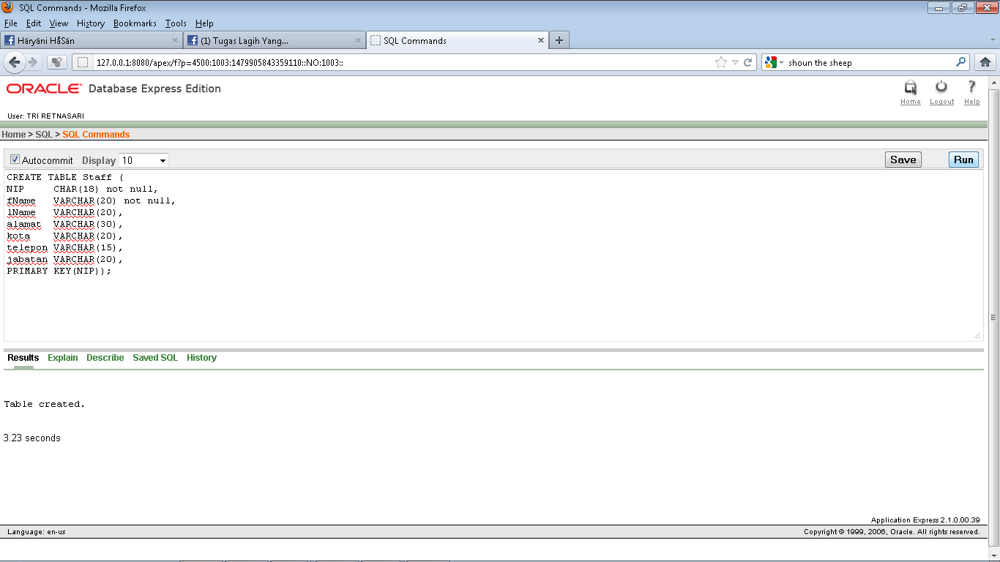 SQL Commands - Mozilla Firefox
File Edit View History Bookmarks Tools Help
Häryäni HåSän
(1) Tugas Lagih Yang...
SQL Commands
127.0.0.1:8080/apex/f?p=4500:1003:1479905843359110::NO:1003::
shoun the sheep
ORACLE Database Express Edition
Home Logout Help
User: TRI RETNASARI
Home > SQL > SQL Commands
Autocommit Display 10 Save Run
CREATE TABLE Staff (
NIP CHAR(18) not null,
fName VARCHAR(20) not null,
lName VARCHAR(20),
alamat VARCHAR(30),
kota VARCHAR(20),
telepon VARCHAR(15),
jabatan VARCHAR(20),
PRIMARY KEY(NIP));
Results Explain Describe Saved SQL History
Table created.
3.23 seconds
Application Express 2.1.0.00.39
Language: en-us Copyright © 1999, 2006, Oracle. All rights reserved.